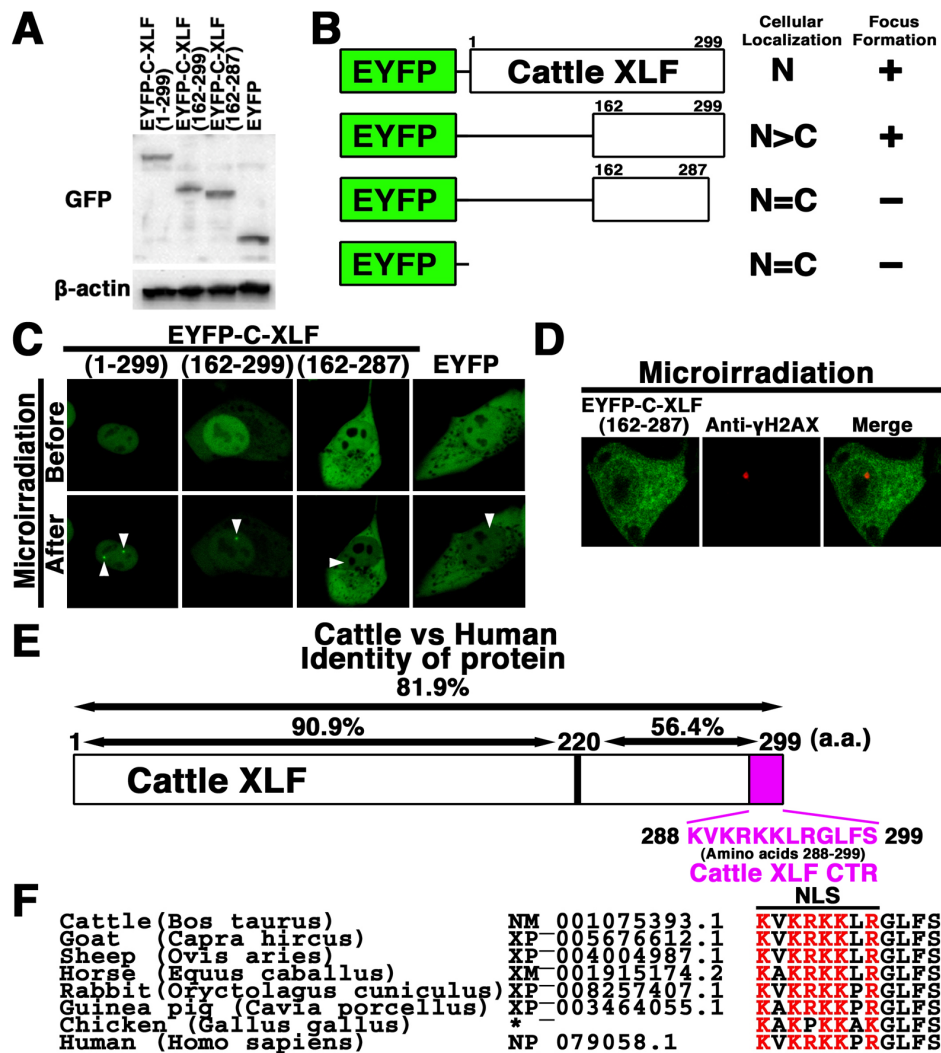 A
EYFP-C-XLF
(1-299)
EYFP-C-XLF
(162-299)
EYFP-C-XLF
(162-287)
EYFP
GFP
β-actin
B
Cellular
Localization
Focus
Formation
EYFP
1
299
Cattle XLF
N
+
EYFP
162
299
N>C
+
EYFP
162
287
N=C
−
EYFP
N=C
−
C
EYFP-C-XLF
(1-299) (162-299) (162-287) EYFP
Microirradiation
Before
After
D
Microirradiation
EYFP-C-XLF
(162-287)
Anti-γH2AX
Merge
E
Cattle vs Human
Identity of protein
81.9%
90.9%
56.4%
1
220
299
(a.a.)
Cattle XLF
288 KVKRKKLRGLFS 299
(Amino acids 288-299)
Cattle XLF CTR
F
NLS
Cattle(Bos taurus) NM_001075393.1 KVKRKKLRGLFS
Goat (Capra hircus) XP_005676612.1 KVKRKKLRGLFS
Sheep (Ovis aries) XP_004004987.1 KVKRKKLRGLFS
Horse (Equus caballus) XM_001915174.2 KAKRKKLRGLFS
Rabbit(Oryctolagus cuniculus) XP_008257407.1 KVKRKKPRGLFS
Guinea pig (Cavia porcellus) XP_003464055.1 KAKRKKPRGLFS
Chicken (Gallus gallus) * KAKPKKAKGLFS
Human (Homo sapiens) NP_079058.1 KVKRKKPRGLFS